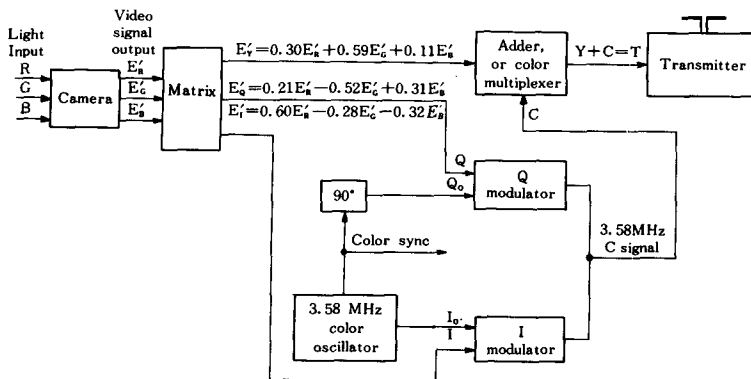 Light
Input
R
G
B
Camera
Video
signal
output
E′R
E′G
E′B
Matrix
E′Y=0.30E′R+0.59E′G+0.11E′B
E′Q=0.21E′R−0.52E′G+0.31E′B
E′I=0.60E′R−0.28E′G−0.32E′B
Adder,
or color
multiplexer
Y+C=T
Transmitter
C
Q
Qo
Q
modulator
90°
Color sync
3.58MHz
C signal
3.58 MHz
color
oscillator
Io
I
I
modulator